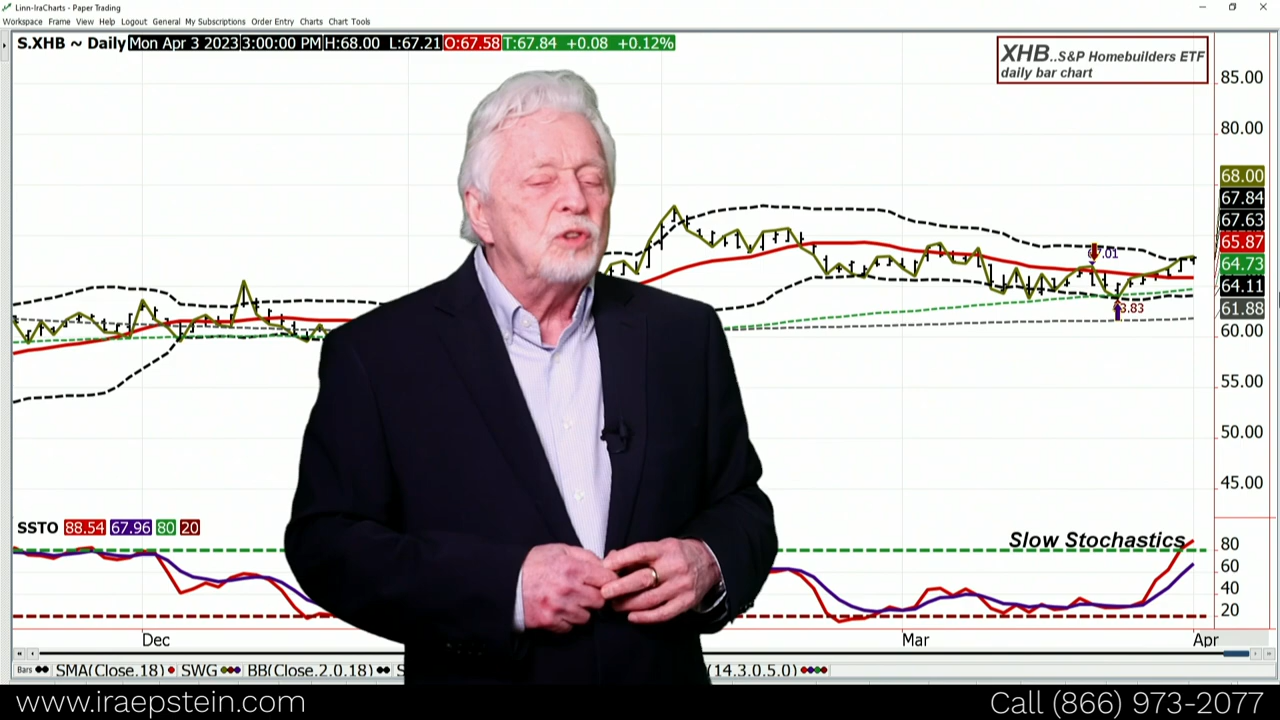 Linn-IraCharts - Paper Trading
Workspace Frame View Help Logout General My Subscriptions Order Entry Charts Chart Tools
S.XHB ~ Daily Mon Apr 3 2023 3:00:00 PM H:68.00 L:67.21 O:67.58 T:67.84 +0.08 +0.12%
XHB..S&P Homebuilders ETF
daily bar chart
85.00
80.00
68.00
67.84
67.63
65.87
64.73
64.11
61.88
60.00
55.00
50.00
45.00
SSTO 88.54 67.96 80 20
Slow Stochastics
80
60
40
20
Dec Mar Apr
Bars SMA(Close.18) SWG BB(Close.2.0.18) (14.3.0.5.0)
www.iraepstein.com Call (866) 973-2077